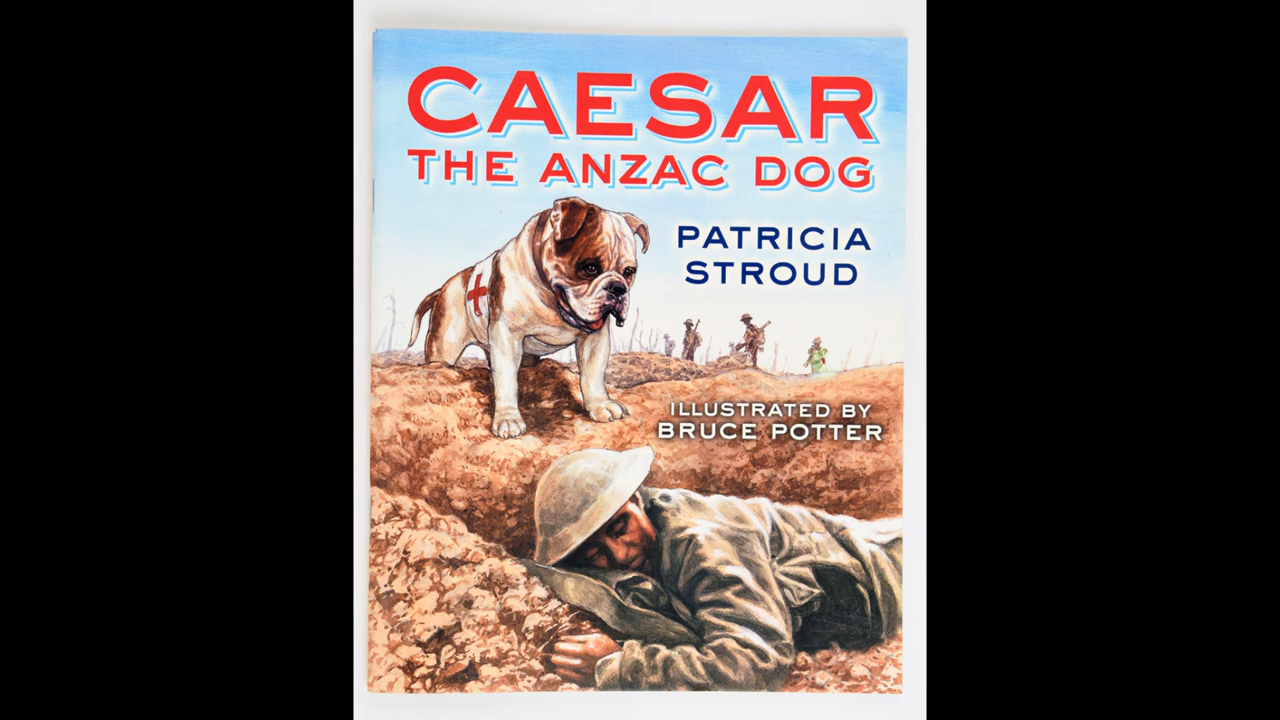 CAESAR
THE ANZAC DOG
PATRICIA
STROUD
ILLUSTRATED BY
BRUCE POTTER